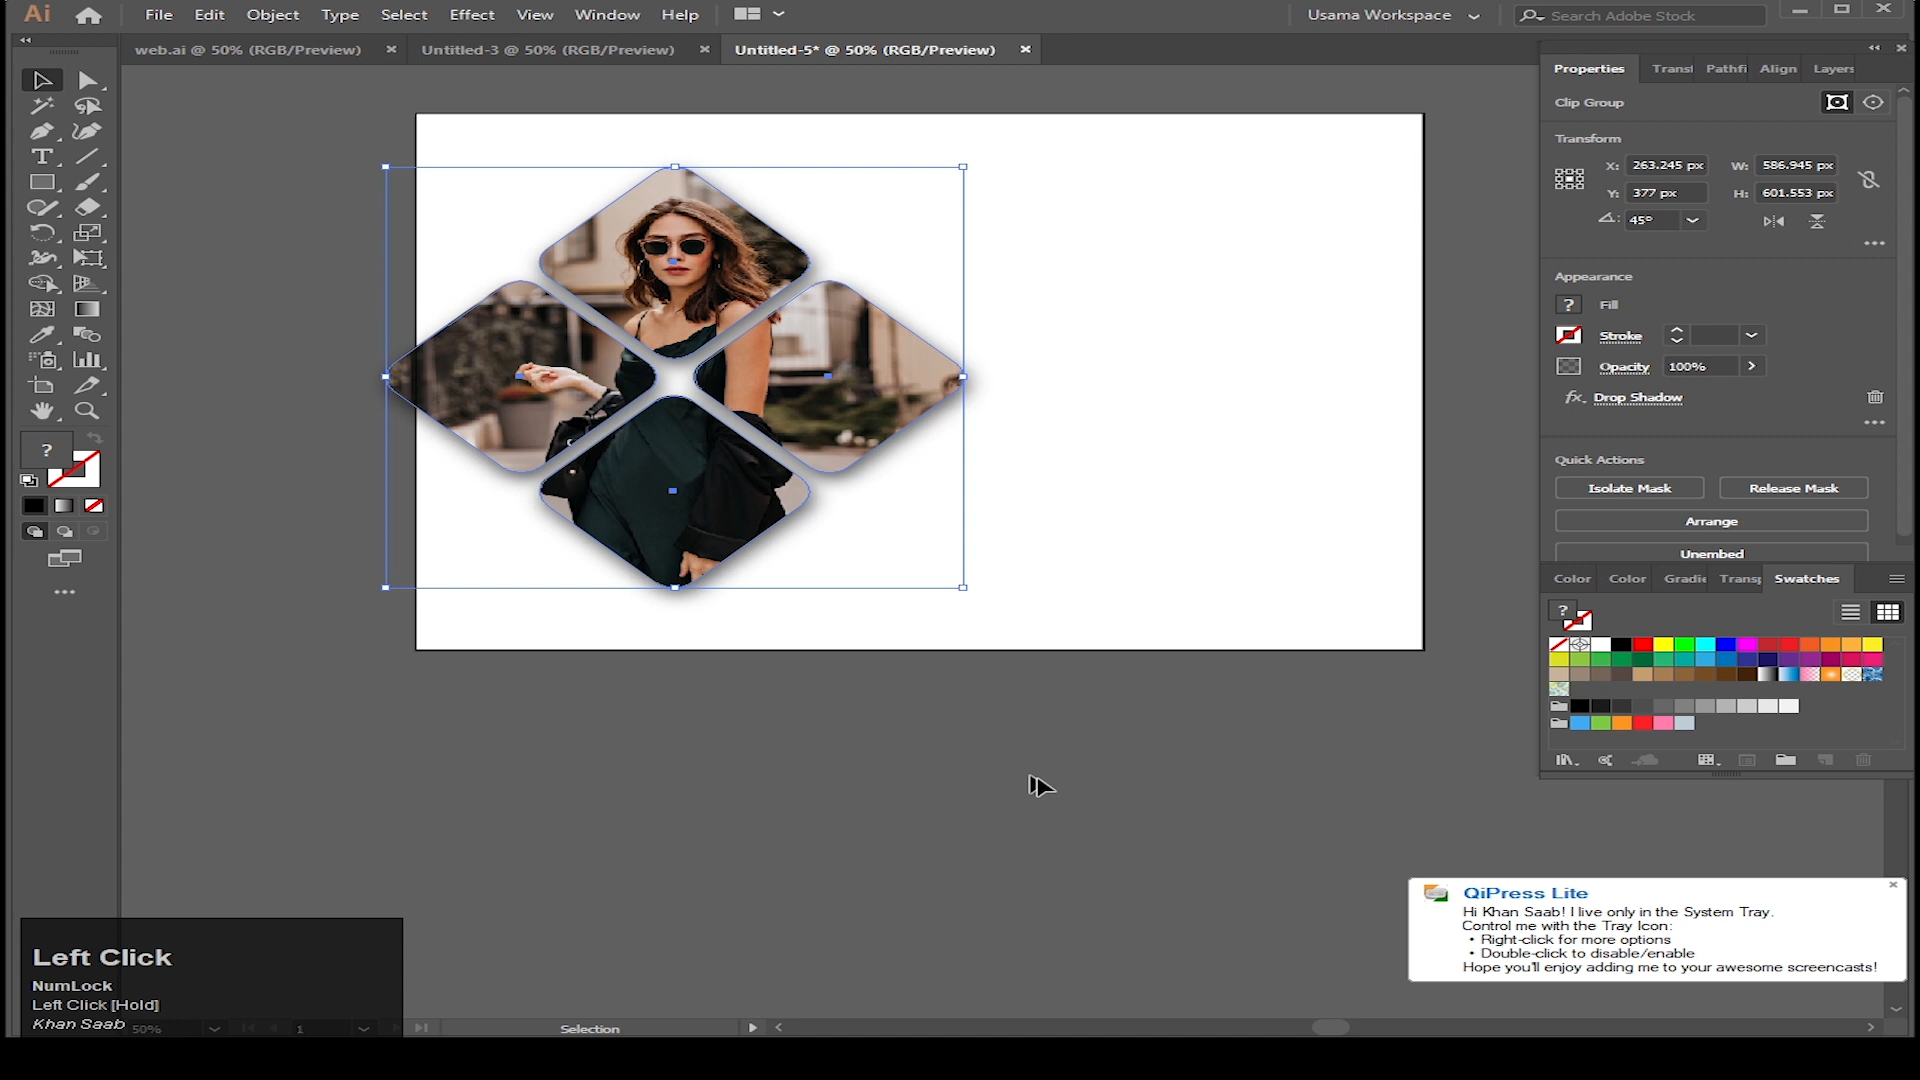 Ai File Edit Object Type Select Effect View Window Help Usama Workspace Search Adobe Stock
web.ai @ 50% (RGB/Preview) Untitled-3 @ 50% (RGB/Preview) Untitled-5* @ 50% (RGB/Preview)
Properties Transf Pathfi Align Layers
Clip Group
Transform
X: 263.245 px W: 586.945 px
Y: 377 px H: 601.553 px
45°
Appearance
? Fill
Stroke
Opacity 100%
fx. Drop Shadow
?
Quick Actions
Isolate Mask Release Mask
Arrange
Unembed
Color Color Gradie Transp Swatches
?
QiPress Lite
Hi Khan Saab! I live only in the System Tray.
Control me with the Tray Icon:
• Right-click for more options
• Double-click to disable/enable
Hope you'll enjoy adding me to your awesome screencasts!
Left Click
NumLock
Left Click [Hold]
Khan Saab
50% 1 Selection